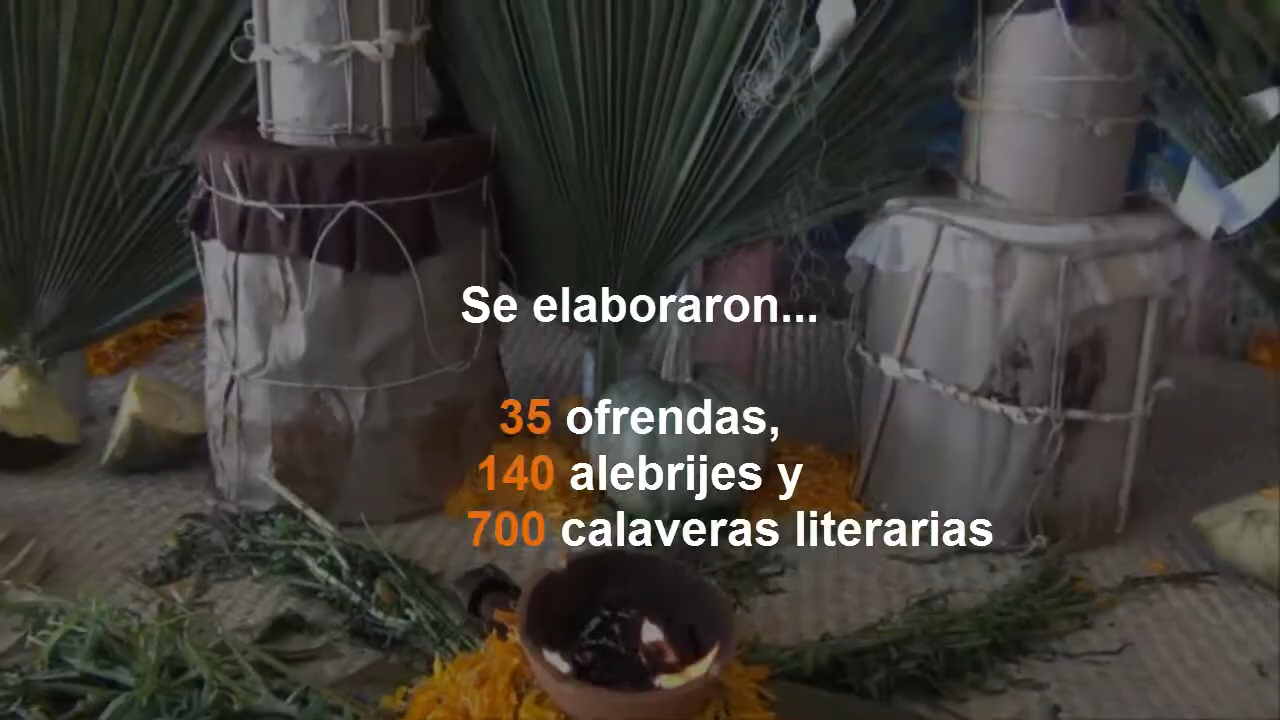 Se elaboraron...
35 ofrendas,
140 alebrijes y
700 calaveras literarias